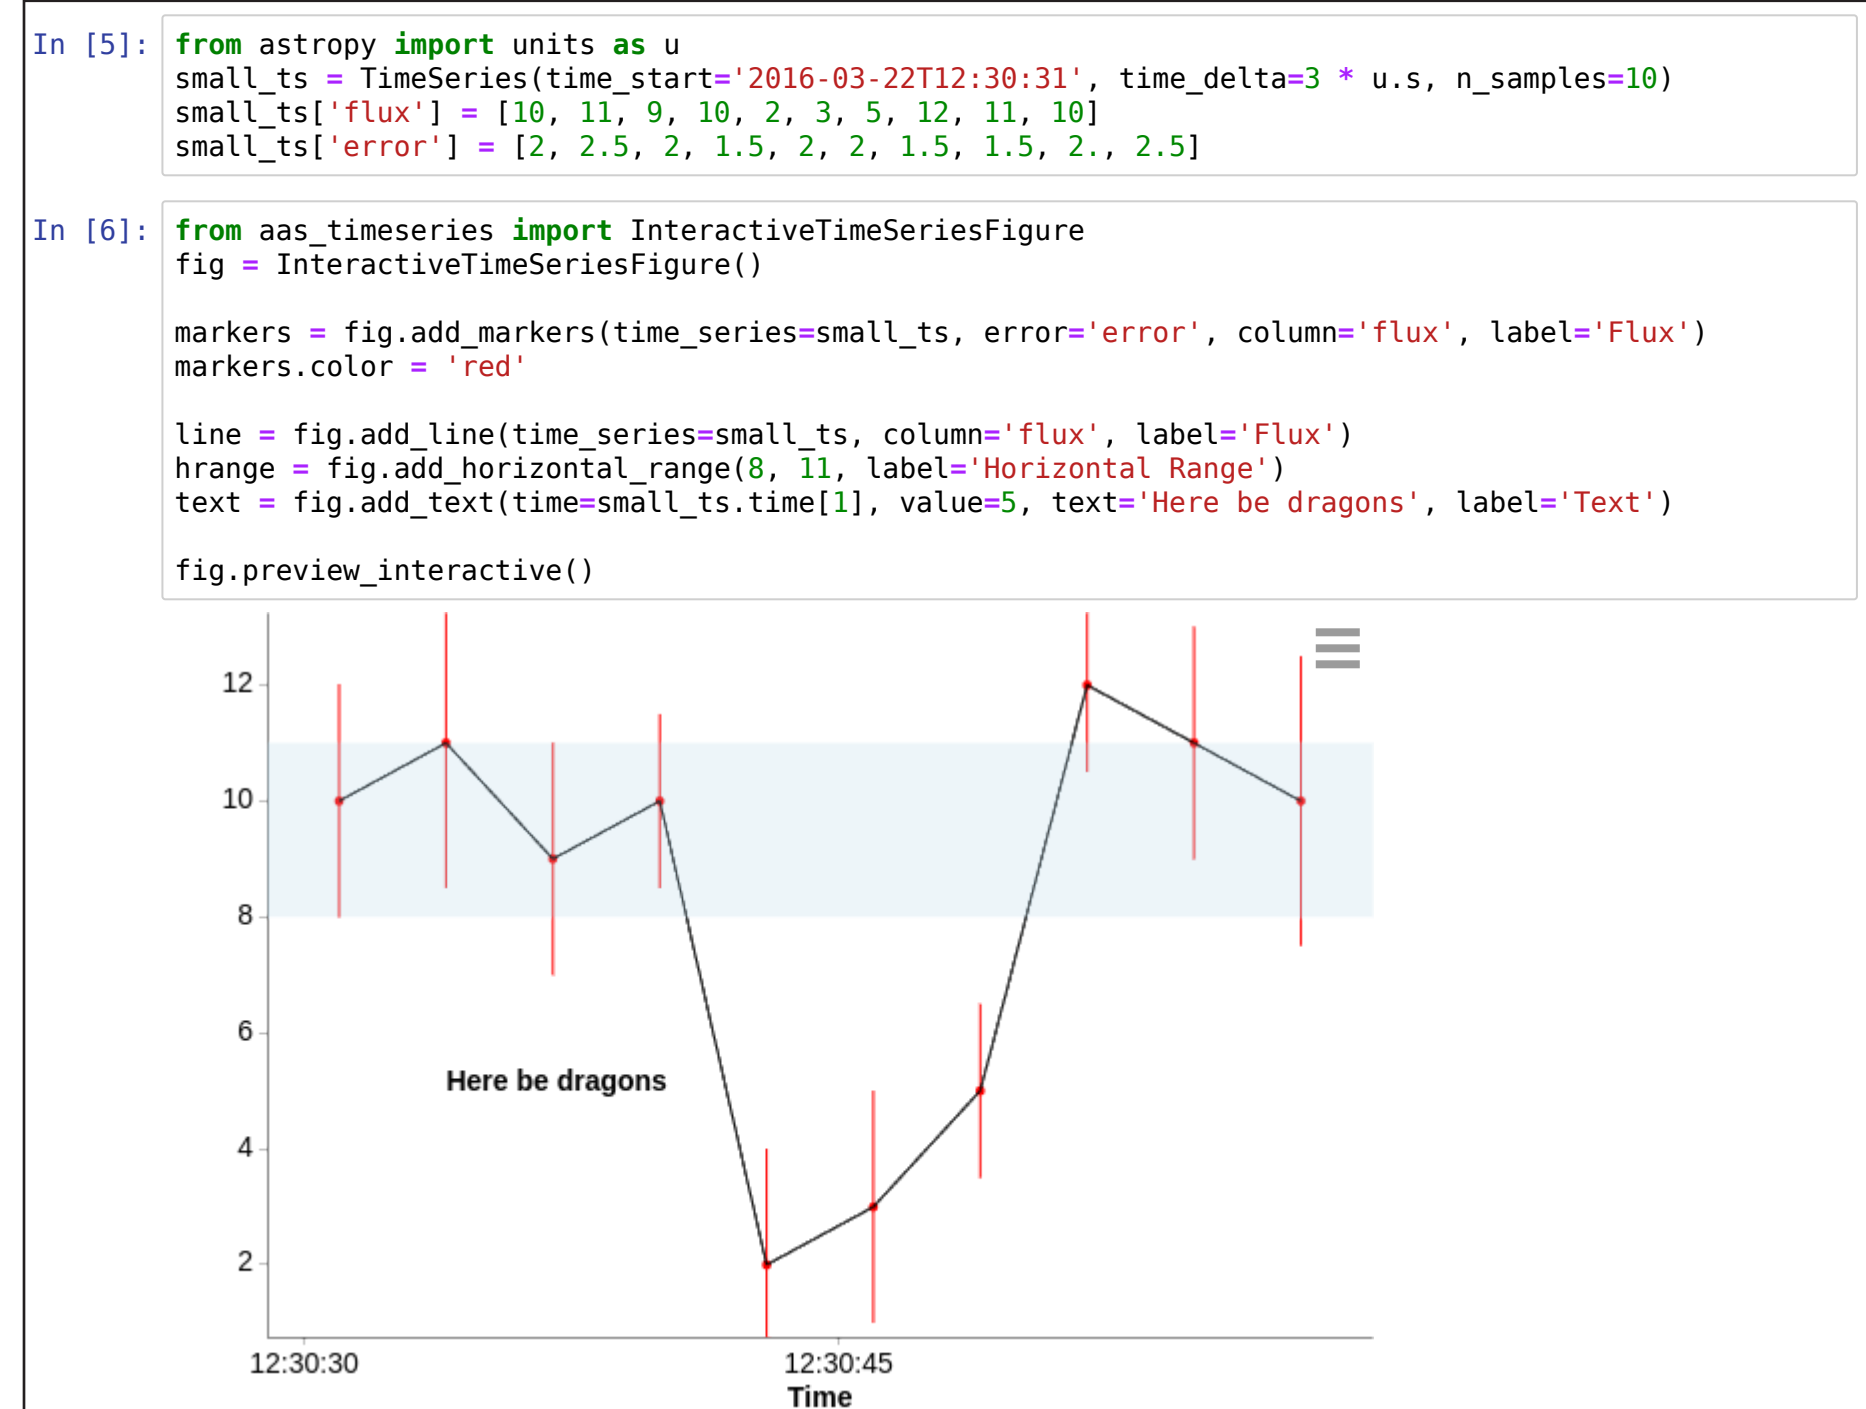 In [5]: from astropy import units as u
small_ts = TimeSeries(time_start='2016-03-22T12:30:31', time_delta=3 * u.s, n_samples=10)
small_ts['flux'] = [10, 11, 9, 10, 2, 3, 5, 12, 11, 10]
small_ts['error'] = [2, 2.5, 2, 1.5, 2, 2, 1.5, 1.5, 2., 2.5]
In [6]: from aas_timeseries import InteractiveTimeSeriesFigure
fig = InteractiveTimeSeriesFigure()
markers = fig.add_markers(time_series=small_ts, error='error', column='flux', label='Flux')
markers.color = 'red'
line = fig.add_line(time_series=small_ts, column='flux', label='Flux')
hrange = fig.add_horizontal_range(8, 11, label='Horizontal Range')
text = fig.add_text(time=small_ts.time[1], value=5, text='Here be dragons', label='Text')
fig.preview_interactive()
12
10
8
6
Here be dragons
4
2
12:30:30 12:30:45
Time